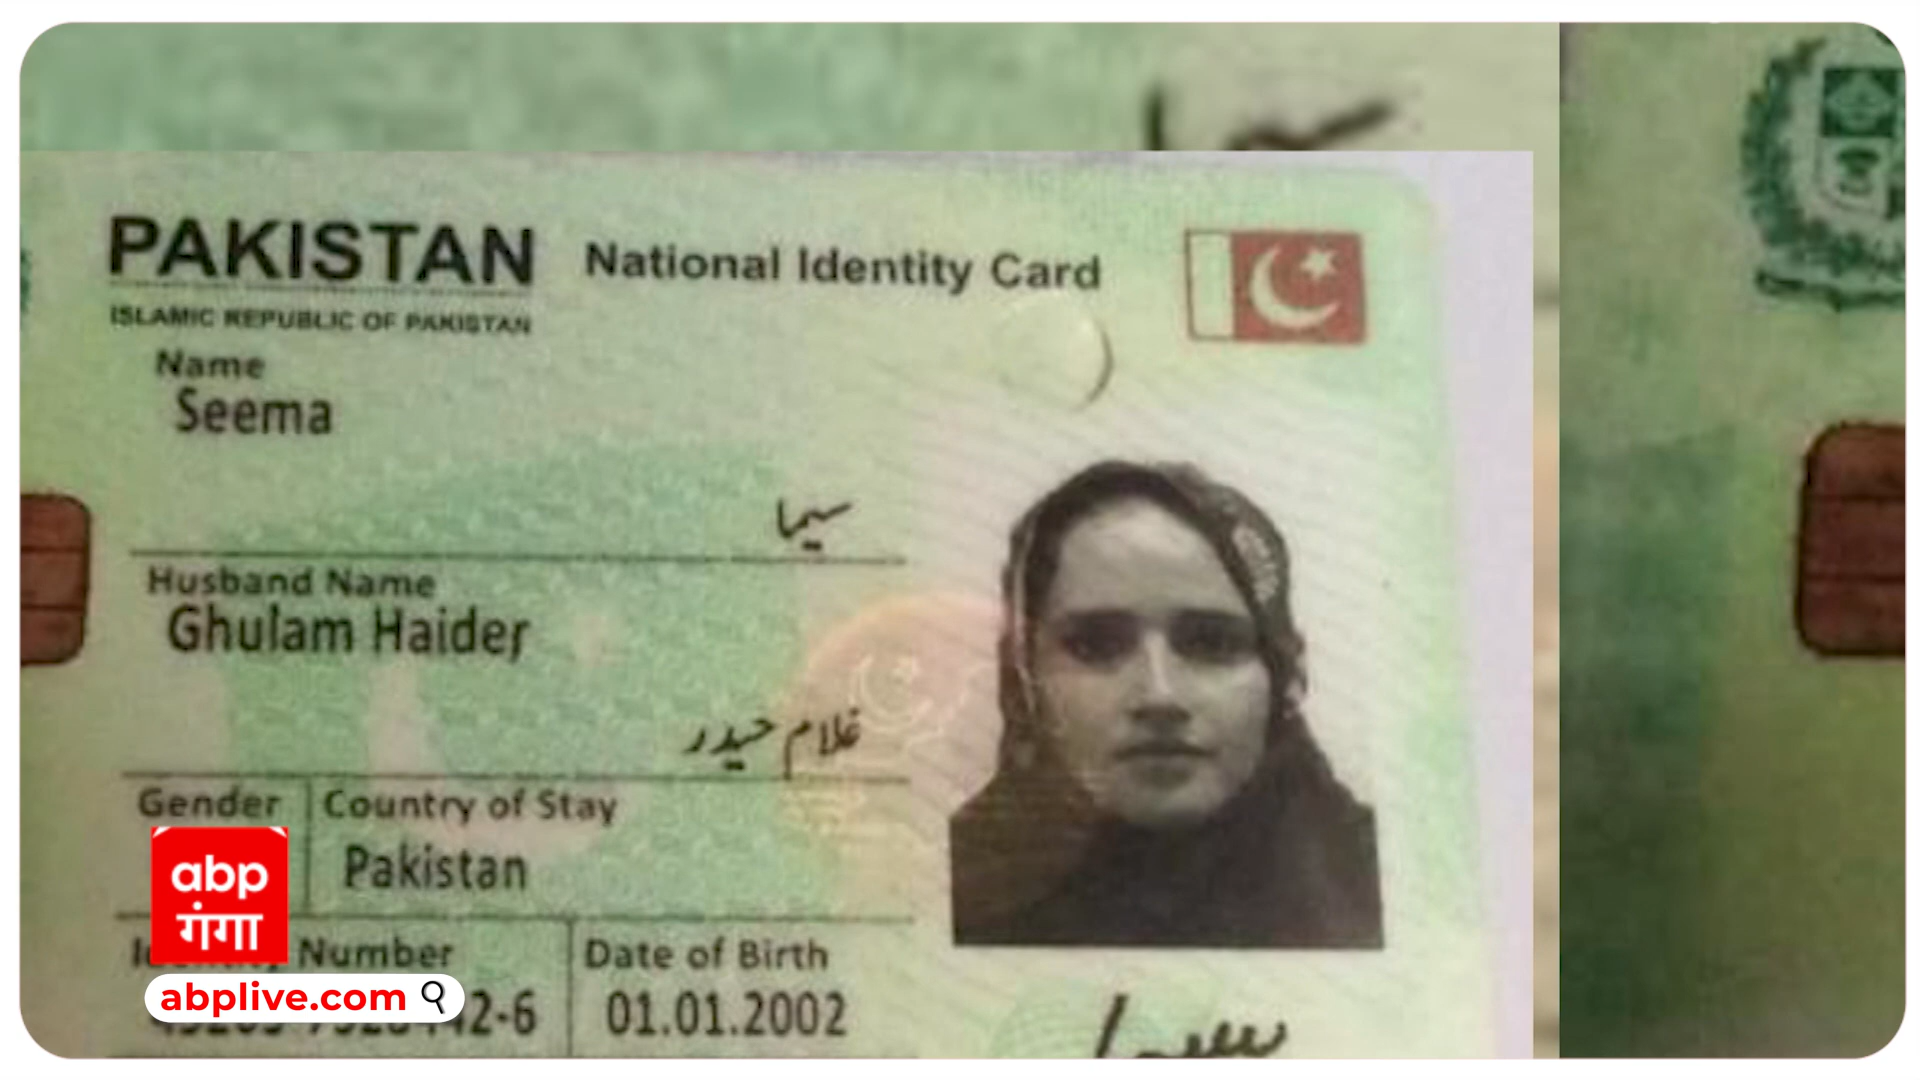 PAKISTAN National Identity Card
ISLAMIC REPUBLIC OF PAKISTAN
Name
Seema
سیما
Husband Name
Ghulam Haider
غلام حیدر
Gender Country of Stay
Pakistan
abp
गंगा
Number Date of Birth
01.01.2002
abplive.com
سیما